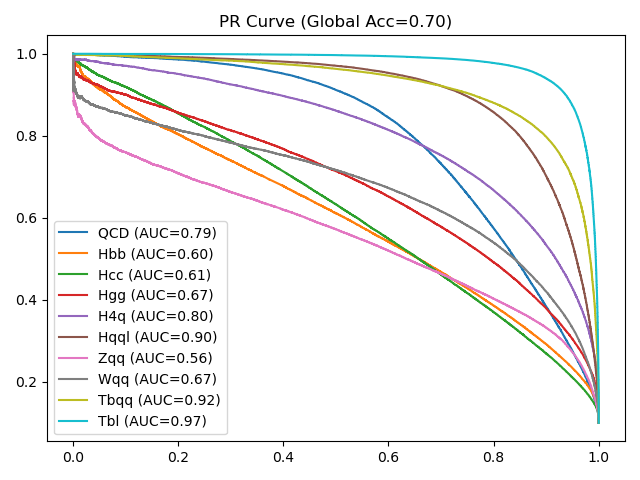 PR Curve (Global Acc=0.70)
1.0
0.8
0.6
0.4
0.2
QCD (AUC=0.79)
Hbb (AUC=0.60)
Hcc (AUC=0.61)
Hgg (AUC=0.67)
H4q (AUC=0.80)
Hqql (AUC=0.90)
Zqq (AUC=0.56)
Wqq (AUC=0.67)
Tbqq (AUC=0.92)
Tbl (AUC=0.97)
0.0 0.2 0.4 0.6 0.8 1.0